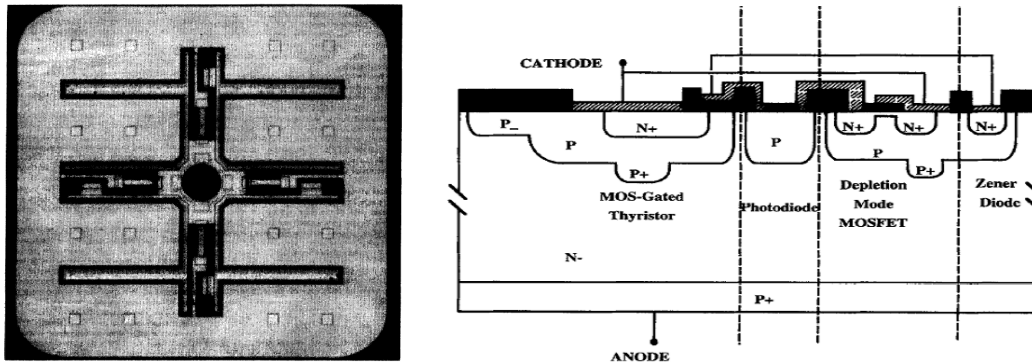 CATHODE
P_
P
N+
P+
P
N+
N+
P
P+
N+
MOS-Gated
Thyristor
Photodiode
Depletion
Mode
MOSFET
Zener
Diode
N-
P+
ANODE